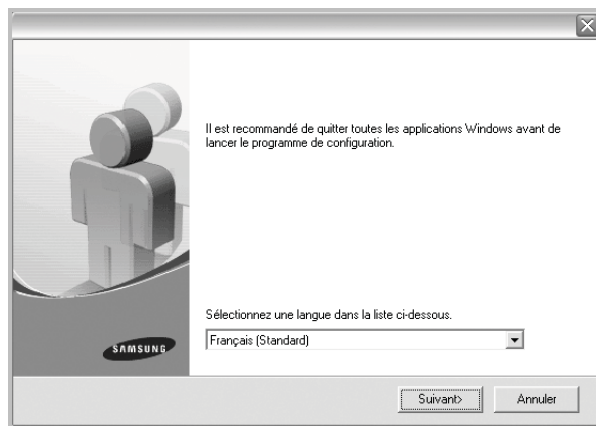 Il est recommandé de quitter toutes les applications Windows avant de
lancer le programme de configuration.
Sélectionnez une langue dans la liste ci-dessous.
Français (Standard)
SAMSUNG
Suivant>
Annuler